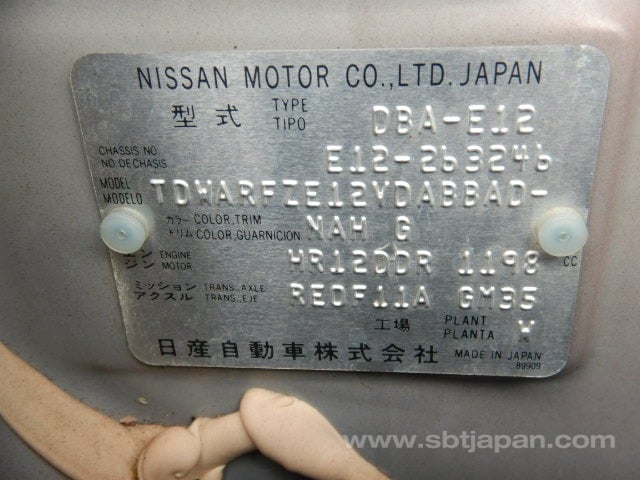 NISSAN MOTOR CO.,LTD. JAPAN
型式 TYPE TIPO DBA-E12
CHASSIS NO. NO.DE CHASIS E12-263246
MODEL MODELO TDWARFZE12YDABBAD-
カラー COLOR,TRIM トリム COLOR,GUARNICION NAH G
ン ENGINE ジン MOTOR HR12DDR 1198 CC
ミッション TRANS.,AXLE アクスル TRANS.,EJE RE0F11A GM35
工場 PLANT PLANTA W
日産自動車株式会社 MADE IN JAPAN
89909
www.sbtjapan.com